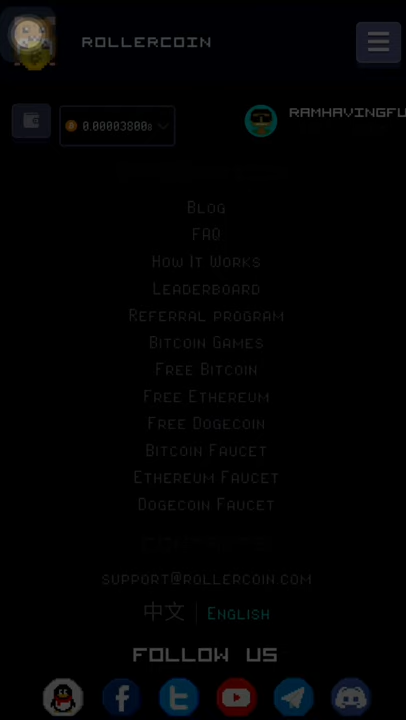 ROLLERCOIN
0.00003800
RAMHAVINGFU
BLOG
FAQ
HOW IT WORKS
LEADERBOARD
REFERRAL PROGRAM
BITCOIN GAMES
FREE BITCOIN
FREE ETHEREUM
FREE DOGECOIN
BITCOIN FAUCET
ETHEREUM FAUCET
DOGECOIN FAUCET
SUPPORT@ROLLERCOIN.COM
中文 | ENGLISH
FOLLOW US